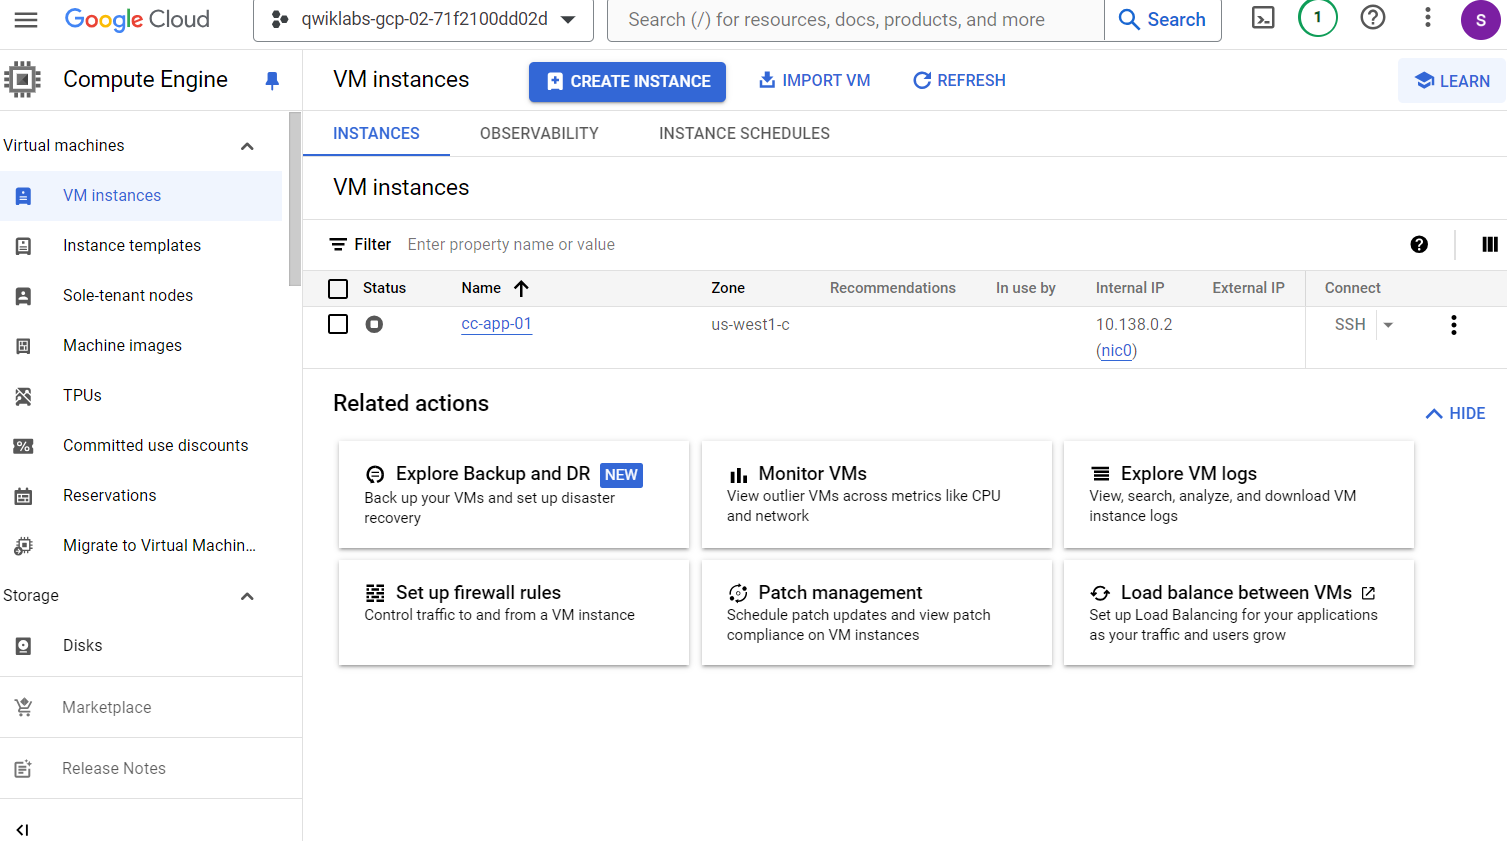 Google Cloud
qwiklabs-gcp-02-71f2100dd02d
Search (/) for resources, docs, products, and more
Search
1
S
Compute Engine
VM instances
CREATE INSTANCE
IMPORT VM
REFRESH
LEARN
INSTANCES
OBSERVABILITY
INSTANCE SCHEDULES
Virtual machines
VM instances
Instance templates
Sole-tenant nodes
Machine images
TPUs
Committed use discounts
Reservations
Migrate to Virtual Machin...
Storage
Disks
Marketplace
Release Notes
VM instances
Filter Enter property name or value
Status Name Zone Recommendations In use by Internal IP External IP Connect
cc-app-01 us-west1-c 10.138.0.2 SSH
(nic0)
Related actions
HIDE
Explore Backup and DR NEW
Back up your VMs and set up disaster
recovery
Monitor VMs
View outlier VMs across metrics like CPU
and network
Explore VM logs
View, search, analyze, and download VM
instance logs
Set up firewall rules
Control traffic to and from a VM instance
Patch management
Schedule patch updates and view patch
compliance on VM instances
Load balance between VMs
Set up Load Balancing for your applications
as your traffic and users grow